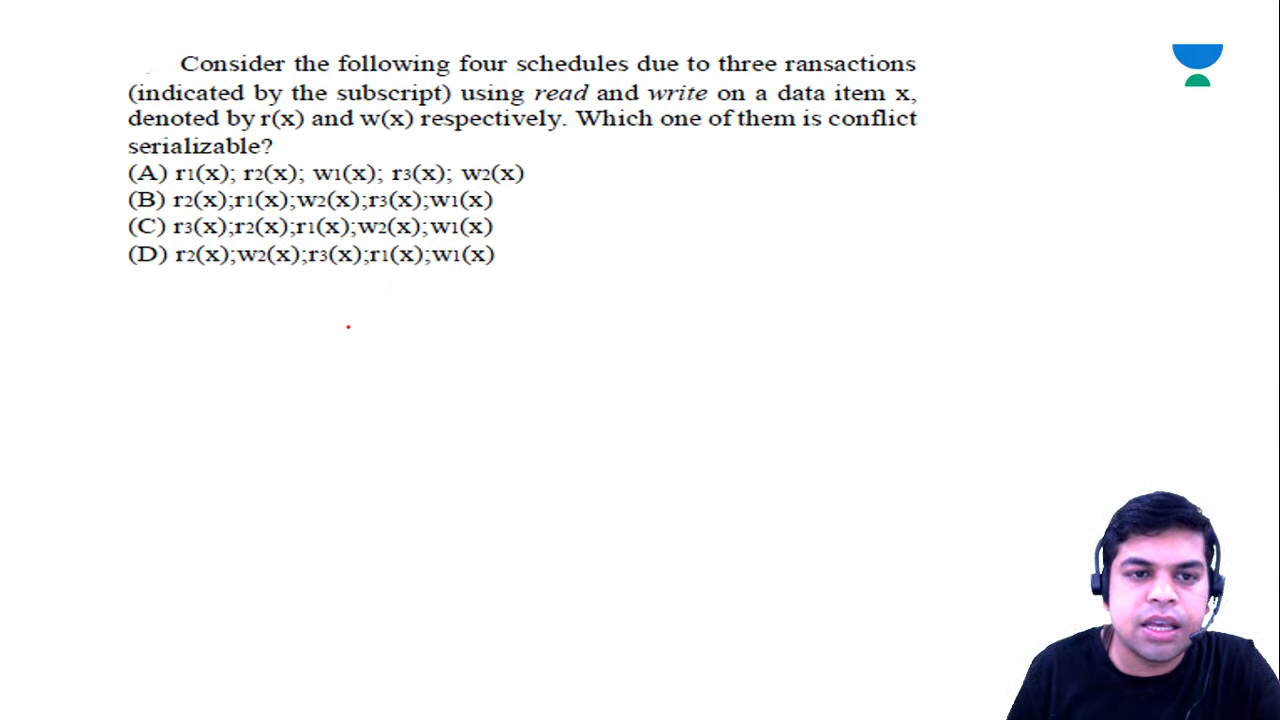 Consider the following four schedules due to three ransactions
(indicated by the subscript) using read and write on a data item x,
denoted by r(x) and w(x) respectively. Which one of them is conflict
serializable?
(A) r1(x); r2(x); w1(x); r3(x); w2(x)
(B) r2(x);r1(x);w2(x);r3(x);w1(x)
(C) r3(x);r2(x);r1(x);w2(x);w1(x)
(D) r2(x);w2(x);r3(x);r1(x);w1(x)